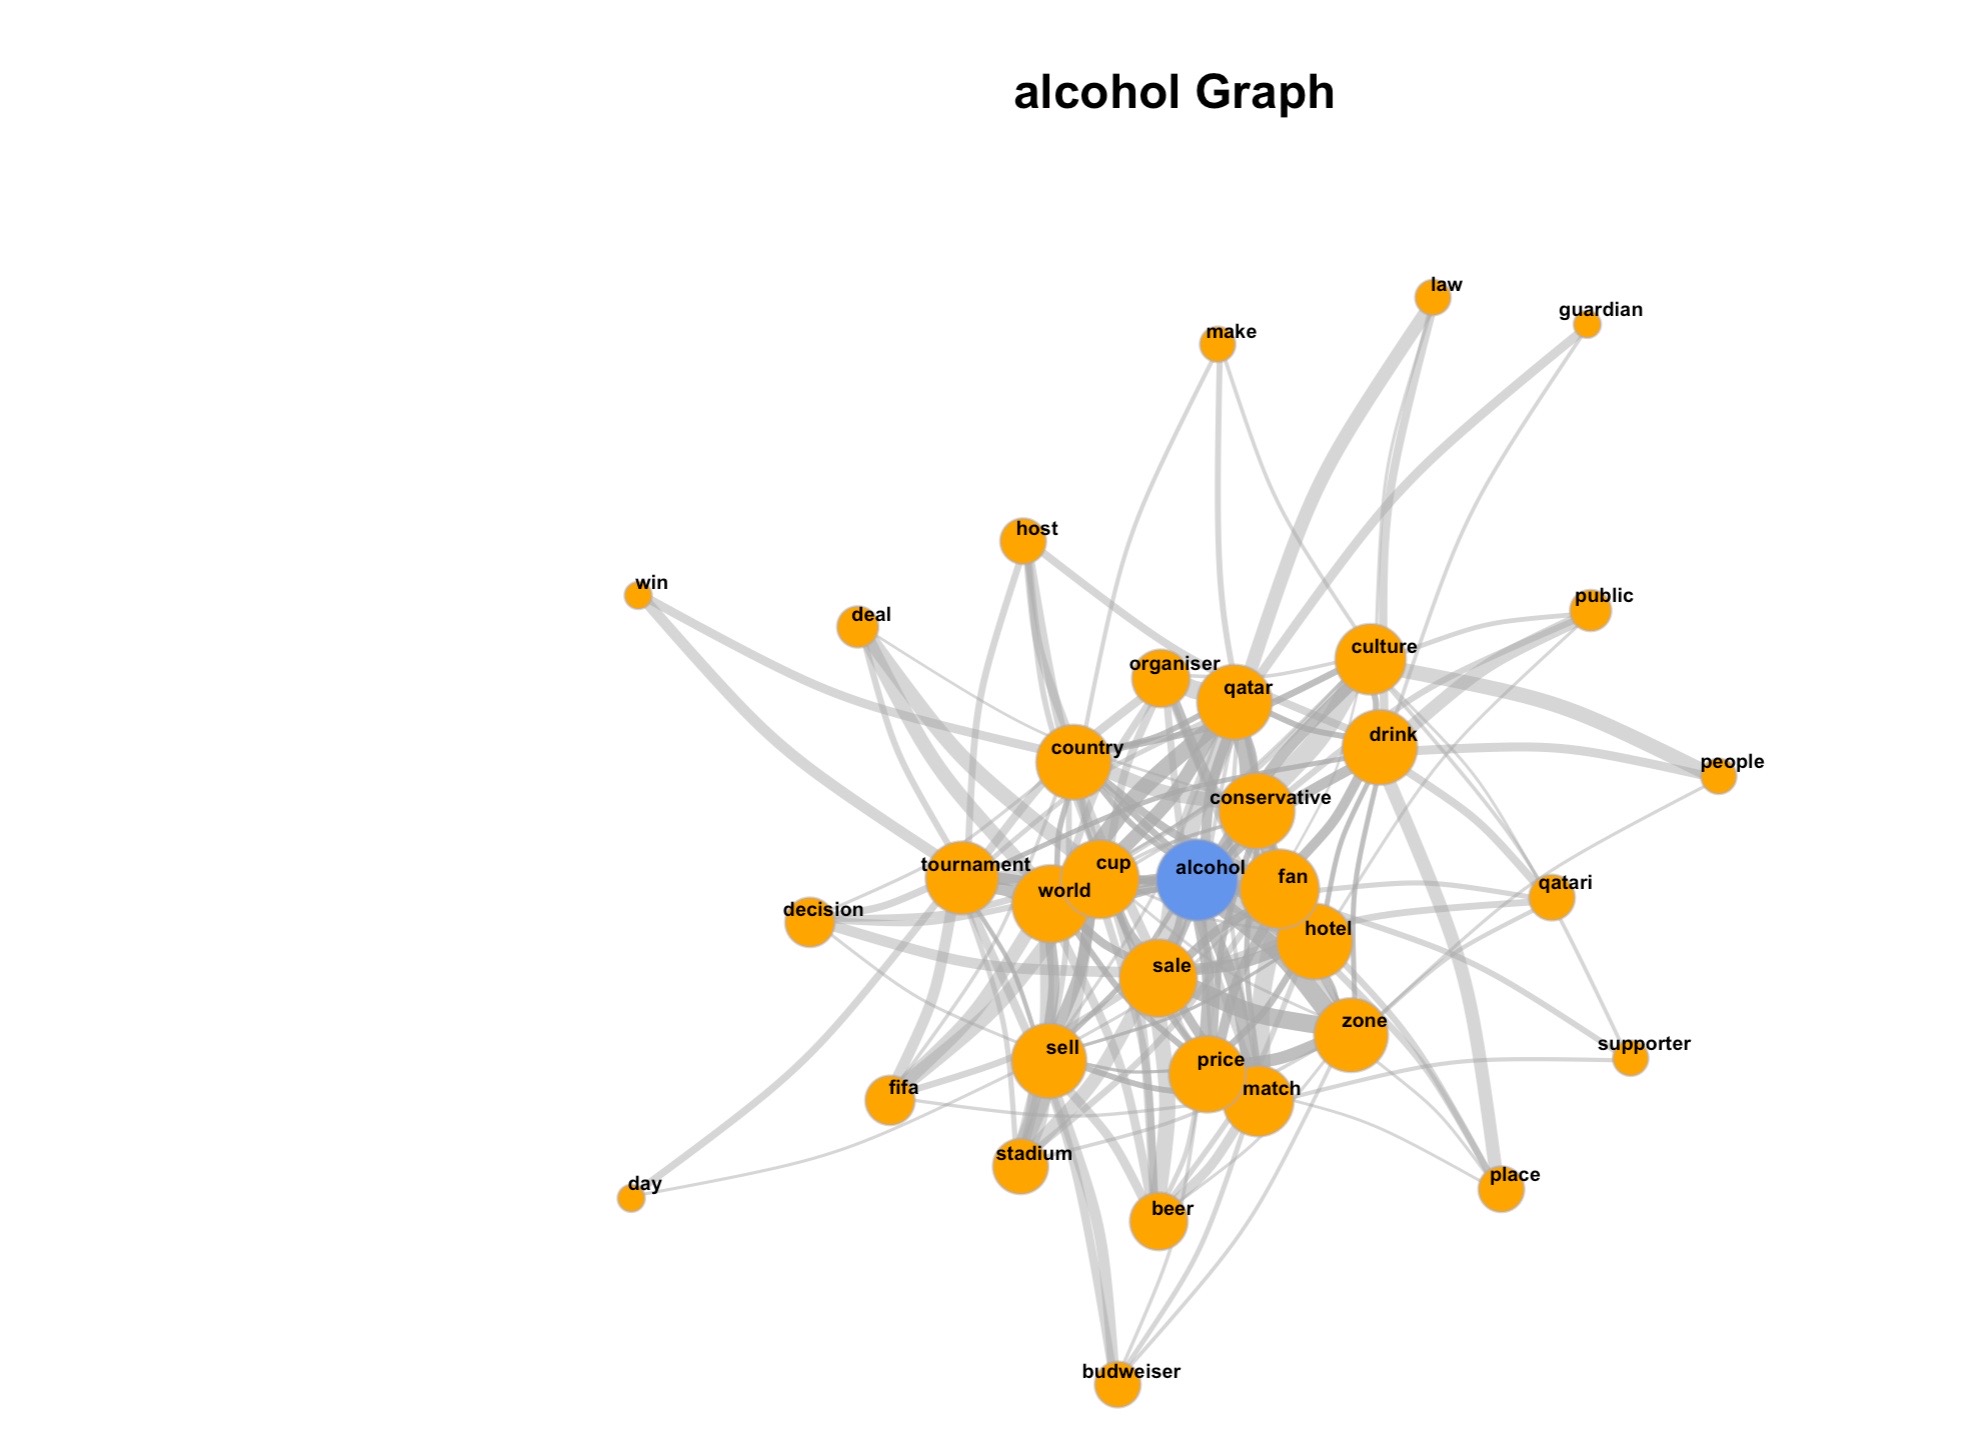 alcohol Graph
law
guardian
make
host
win
public
deal
culture
organiser
qatar
drink
country
people
conservative
cup
alcohol
tournament
fan
qatari
world
decision
hotel
sale
zone
supporter
sell
price
fifa
match
stadium
place
day
beer
budweiser